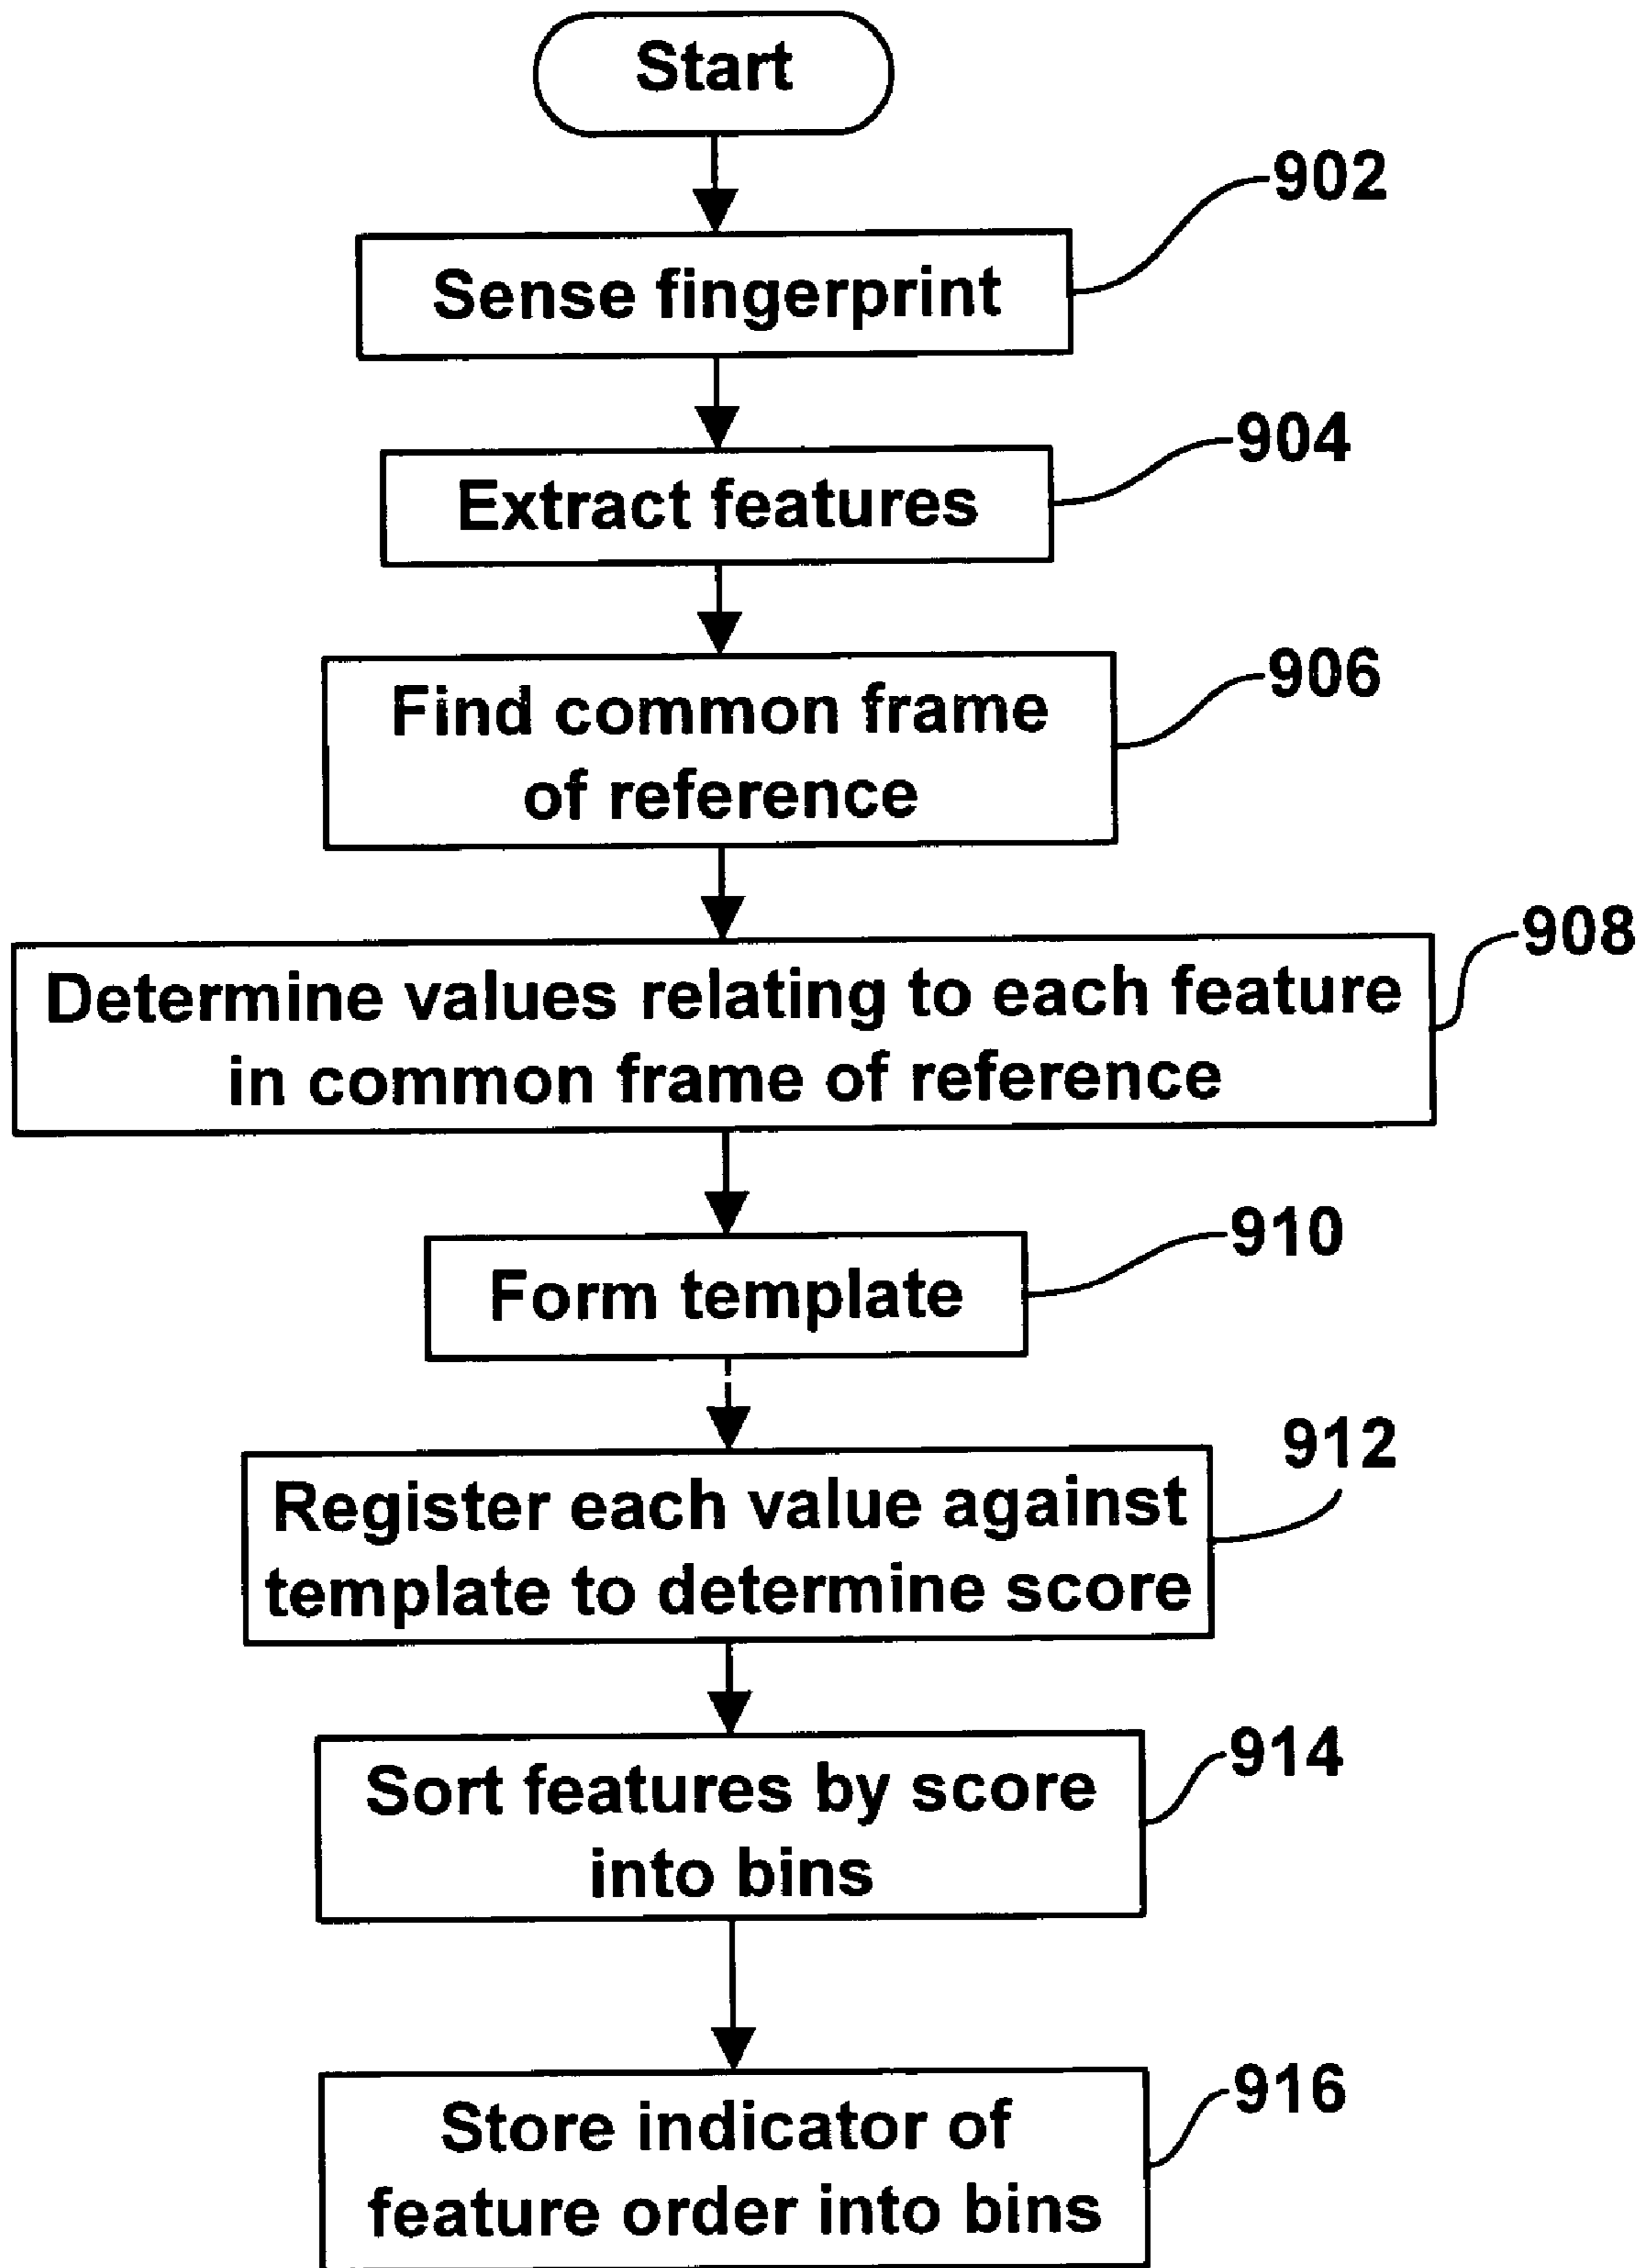 Start
902
Sense fingerprint
904
Extract features
906
Find common frame
of reference
908
Determine values relating to each feature
in common frame of reference
910
Form template
912
Register each value against
template to determine score
914
Sort features by score
into bins
916
Store indicator of
feature order into bins